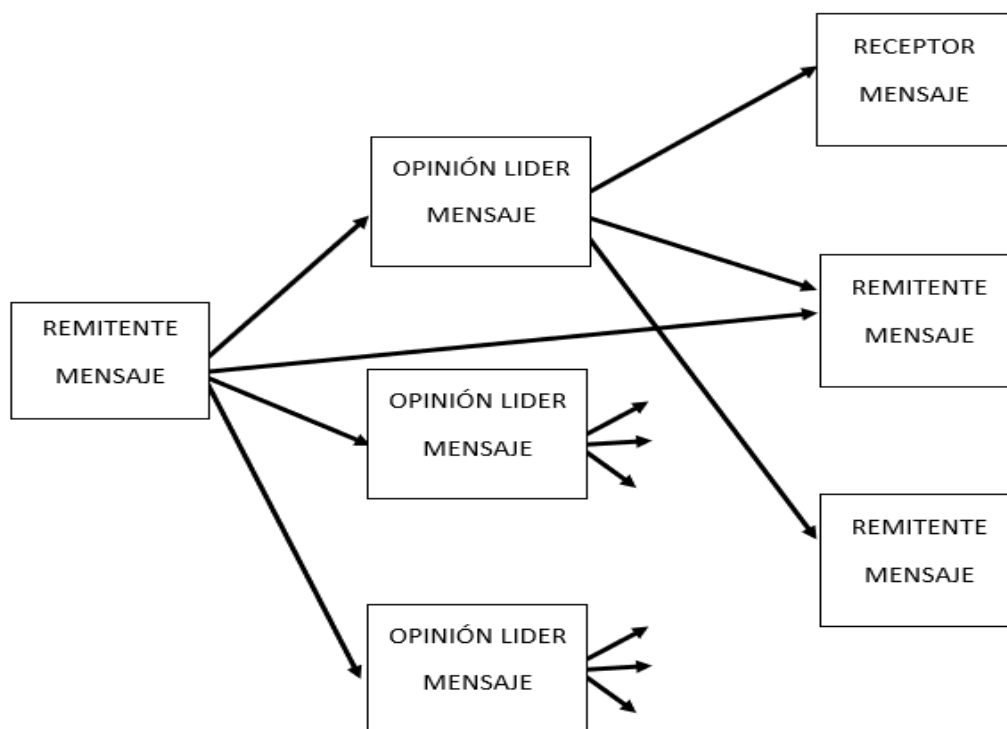 RECEPTOR
MENSAJE
OPINIÓN LIDER
MENSAJE
REMITENTE
MENSAJE
REMITENTE
MENSAJE
OPINIÓN LIDER
MENSAJE
REMITENTE
MENSAJE
OPINIÓN LIDER
MENSAJE